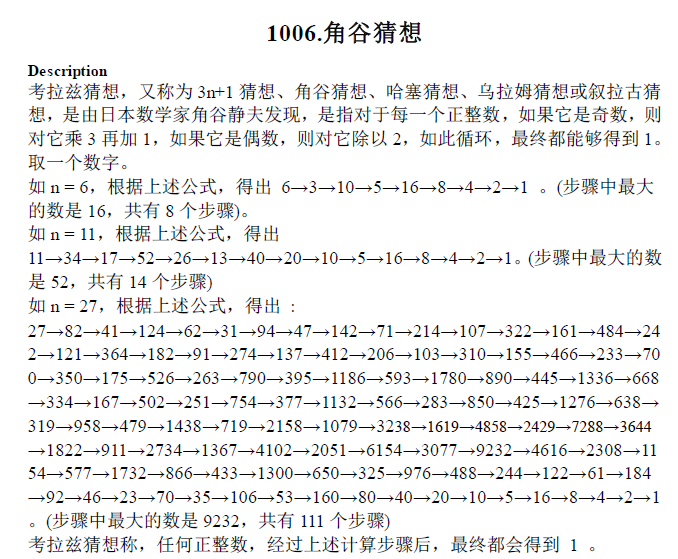 1006.角谷猜想
Description
考拉兹猜想，又称为 3n+1 猜想、角谷猜想、哈塞猜想、乌拉姆猜想或叙拉古猜
想，是由日本数学家角谷静夫发现，是指对于每一个正整数，如果它是奇数，则
对它乘 3 再加 1，如果它是偶数，则对它除以 2，如此循环，最终都能够得到 1。
取一个数字。
如 n = 6，根据上述公式，得出 6→3→10→5→16→8→4→2→1 。(步骤中最大
的数是 16，共有 8 个步骤)。
如 n = 11，根据上述公式，得出
11→34→17→52→26→13→40→20→10→5→16→8→4→2→1。(步骤中最大的数
是 52，共有 14 个步骤)
如 n = 27，根据上述公式，得出 ：
27→82→41→124→62→31→94→47→142→71→214→107→322→161→484→24
2→121→364→182→91→274→137→412→206→103→310→155→466→233→70
0→350→175→526→263→790→395→1186→593→1780→890→445→1336→668
→334→167→502→251→754→377→1132→566→283→850→425→1276→638→
319→958→479→1438→719→2158→1079→3238→1619→4858→2429→7288→3644
→1822→911→2734→1367→4102→2051→6154→3077→9232→4616→2308→11
54→577→1732→866→433→1300→650→325→976→488→244→122→61→184
→92→46→23→70→35→106→53→160→80→40→20→10→5→16→8→4→2→1
。(步骤中最大的数是 9232，共有 111 个步骤)
考拉兹猜想称，任何正整数，经过上述计算步骤后，最终都会得到 1 。